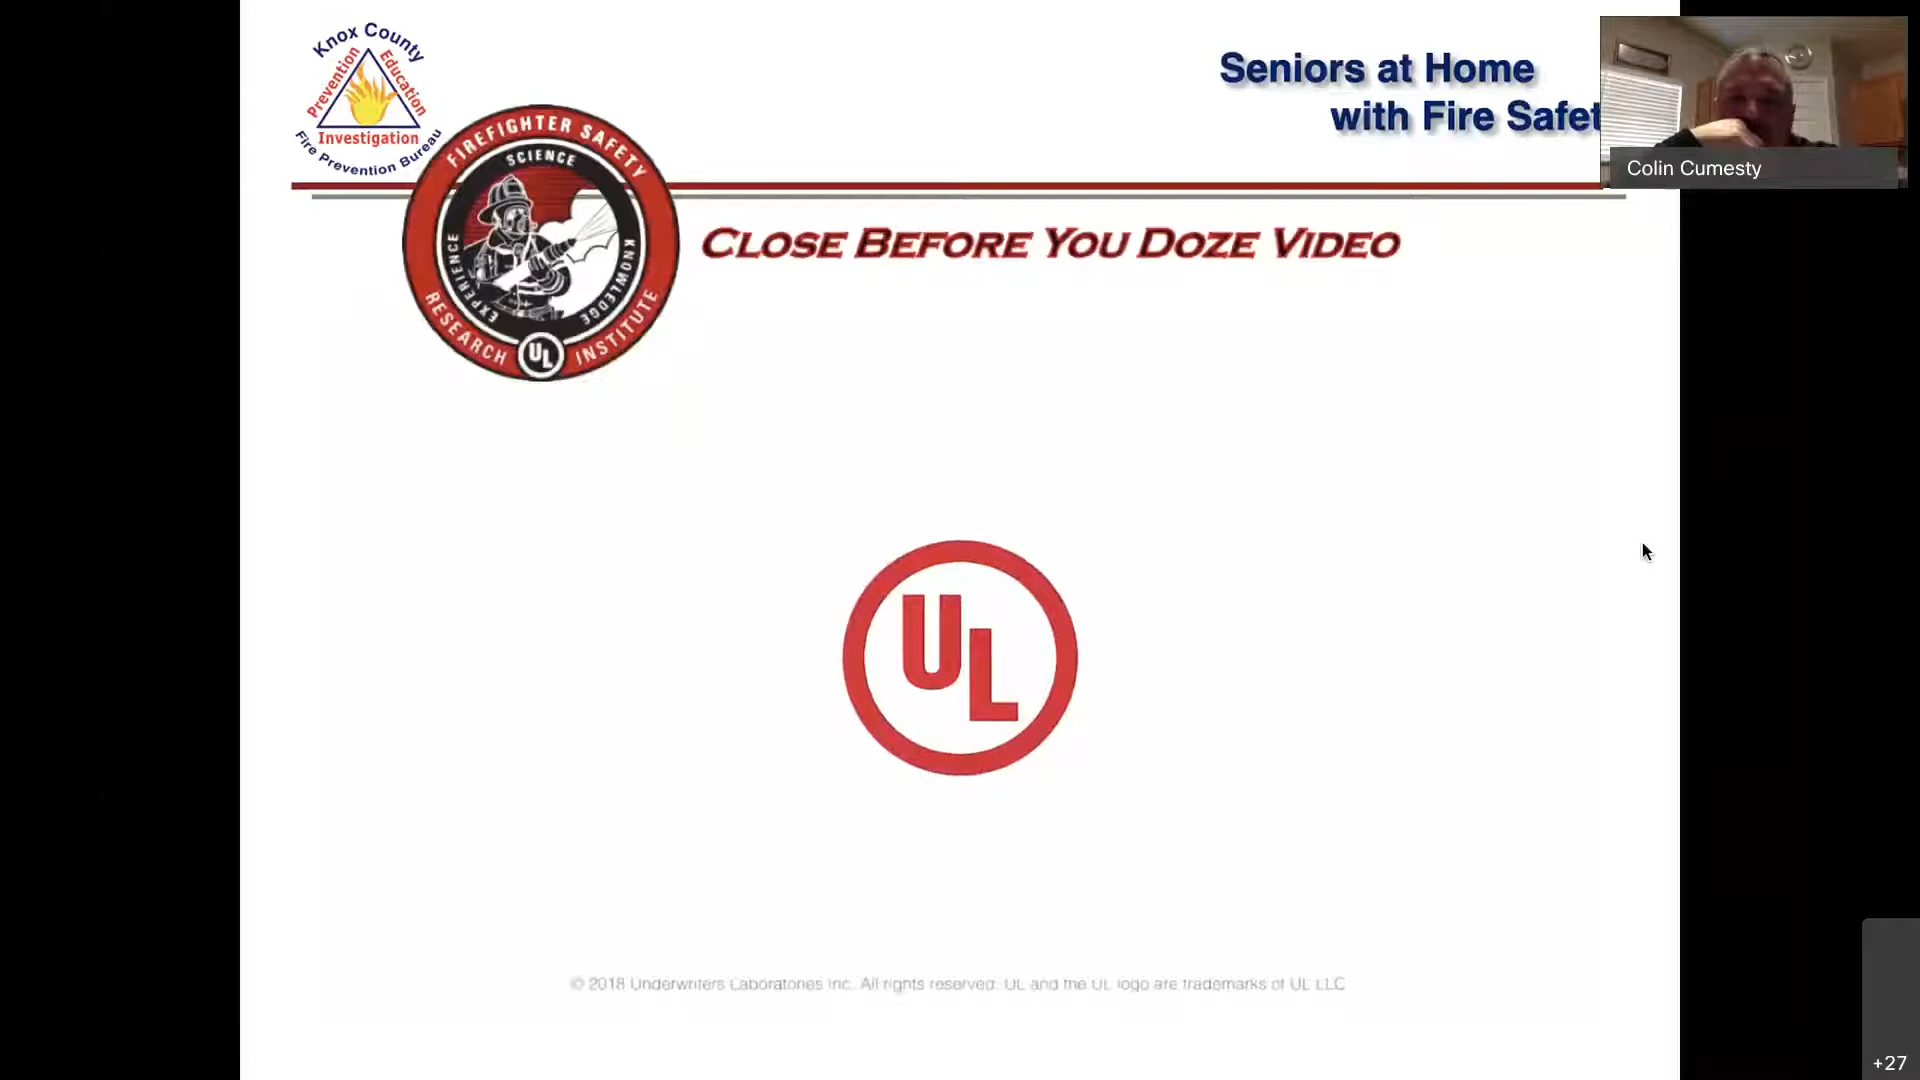 Knox County
Prevention
Education
Investigation
Fire Prevention Bureau
Seniors at Home
with Fire Safet
Colin Cumesty
FIREFIGHTER SAFETY
SCIENCE
EXPERIENCE
KNOWLEDGE
RESEARCH INSTITUTE
UL
CLOSE BEFORE YOU DOZE VIDEO
UL
© 2018 Underwriters Laboratories Inc. All rights reserved. UL and the UL logo are trademarks of UL LLC
+27